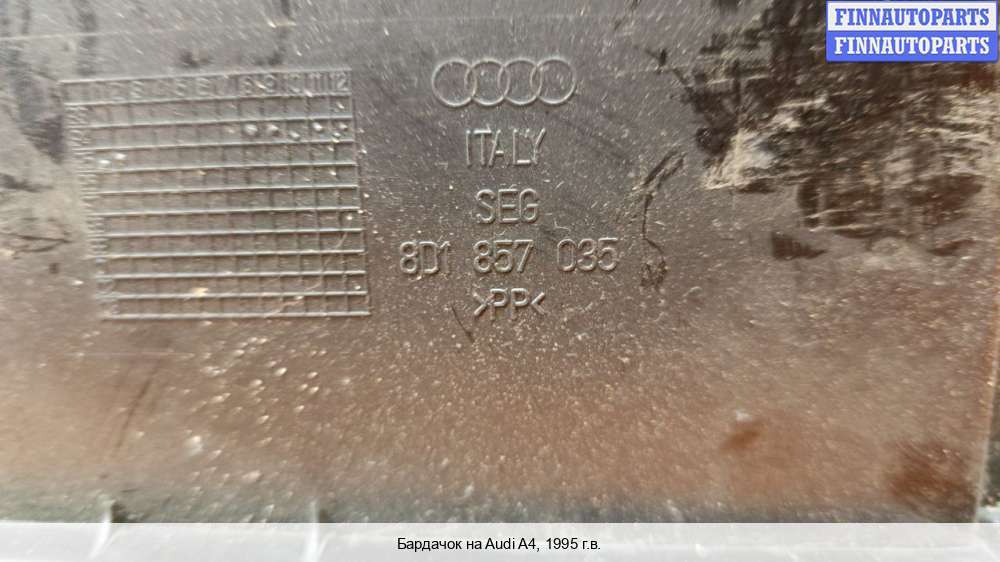 FINNAUTOPARTS
FINNAUTOPARTS
ITALY
SEG
8D1 857 035
>PP<
Бардачок на Audi A4, 1995 г.в.